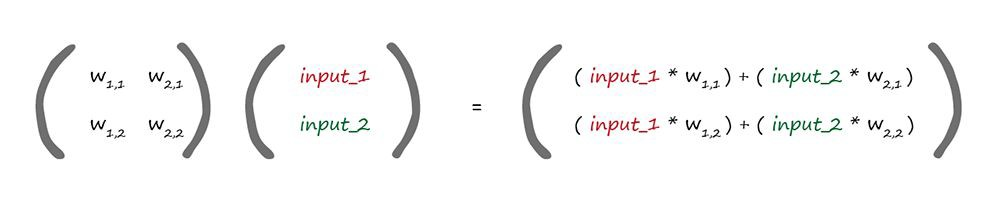 ( w1,1 w2,1 ) ( input_1 ) = ( ( input_1 * w1,1 ) + ( input_2 * w2,1 ) )
( w1,2 w2,2 ) ( input_2 ) ( ( input_1 * w1,2 ) + ( input_2 * w2,2 ) )